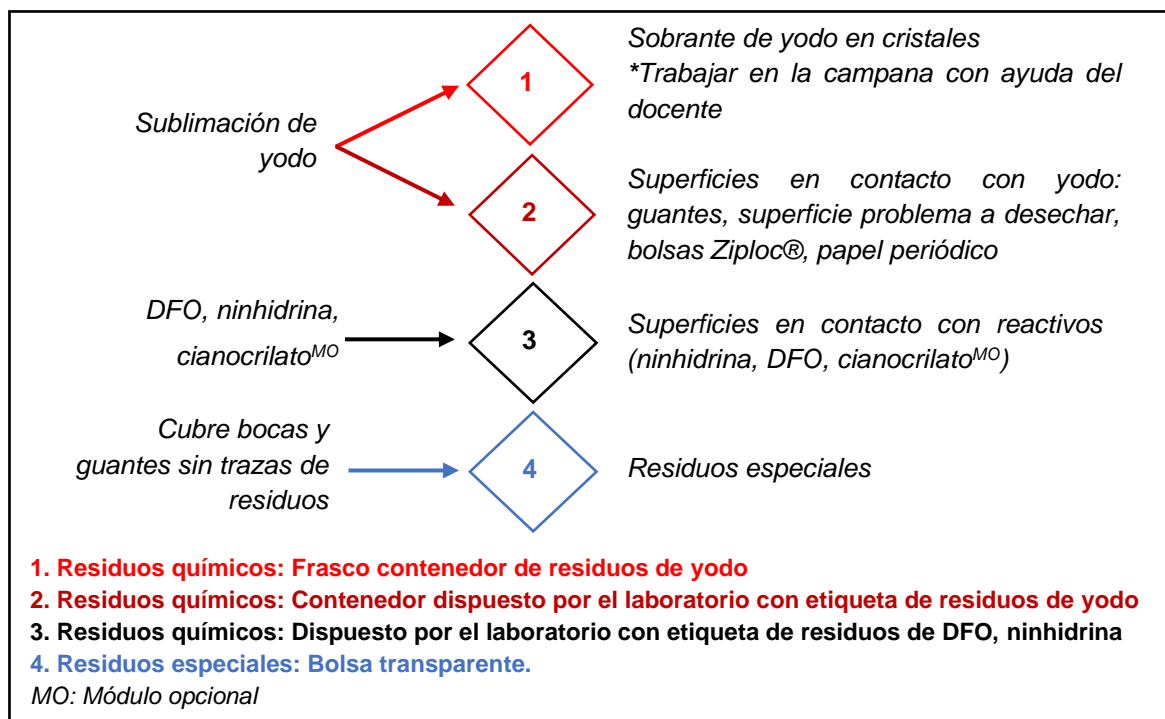 Sublimación de
yodo
1
Sobrante de yodo en cristales
*Trabajar en la campana con ayuda del
docente
2
Superficies en contacto con yodo:
guantes, superficie problema a desechar,
bolsas Ziploc®, papel periódico
DFO, ninhidrina,
cianocrilatoᴹᴼ
3
Superficies en contacto con reactivos
(ninhidrina, DFO, cianocrilatoᴹᴼ)
Cubre bocas y
guantes sin trazas de
residuos
4
Residuos especiales
1. Residuos químicos: Frasco contenedor de residuos de yodo
2. Residuos químicos: Contenedor dispuesto por el laboratorio con etiqueta de residuos de yodo
3. Residuos químicos: Dispuesto por el laboratorio con etiqueta de residuos de DFO, ninhidrina
4. Residuos especiales: Bolsa transparente.
MO: Módulo opcional